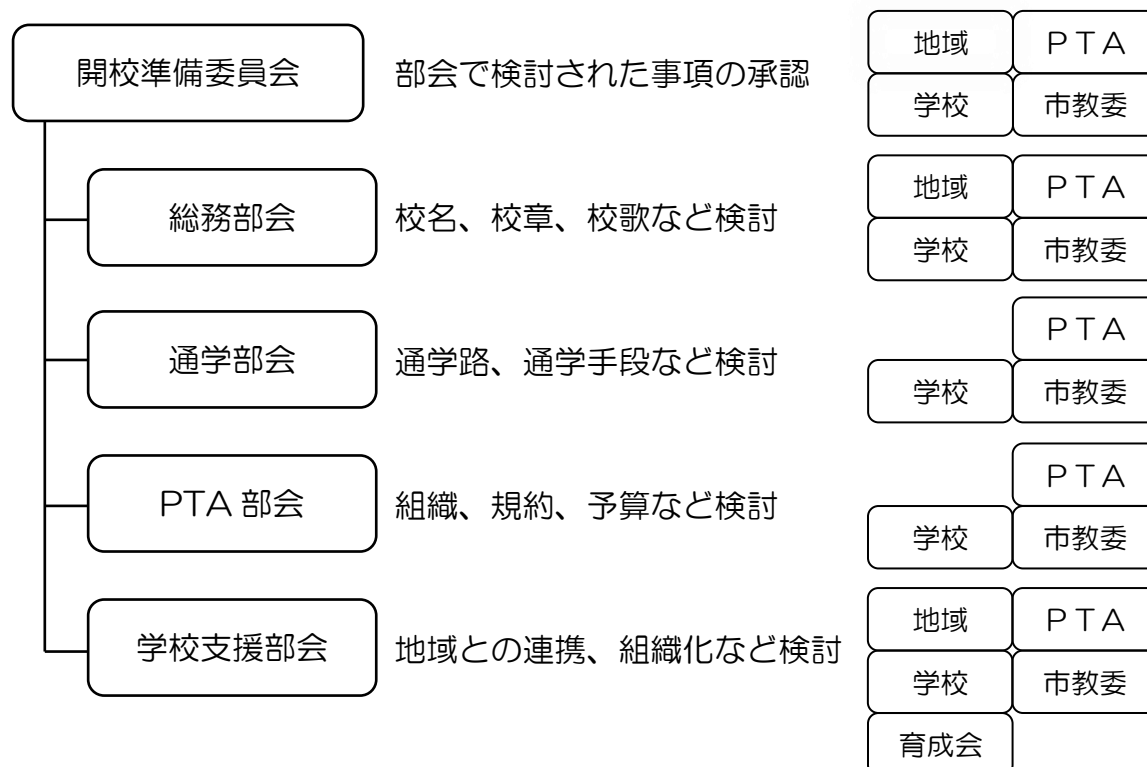 開校準備委員会 部会で検討された事項の承認 地域 ＰＴＡ
学校 市教委
総務部会 校名、校章、校歌など検討 地域 ＰＴＡ
学校 市教委
通学部会 通学路、通学手段など検討 ＰＴＡ
学校 市教委
PTA 部会 組織、規約、予算など検討 ＰＴＡ
学校 市教委
学校支援部会 地域との連携、組織化など検討 地域 ＰＴＡ
学校 市教委
育成会